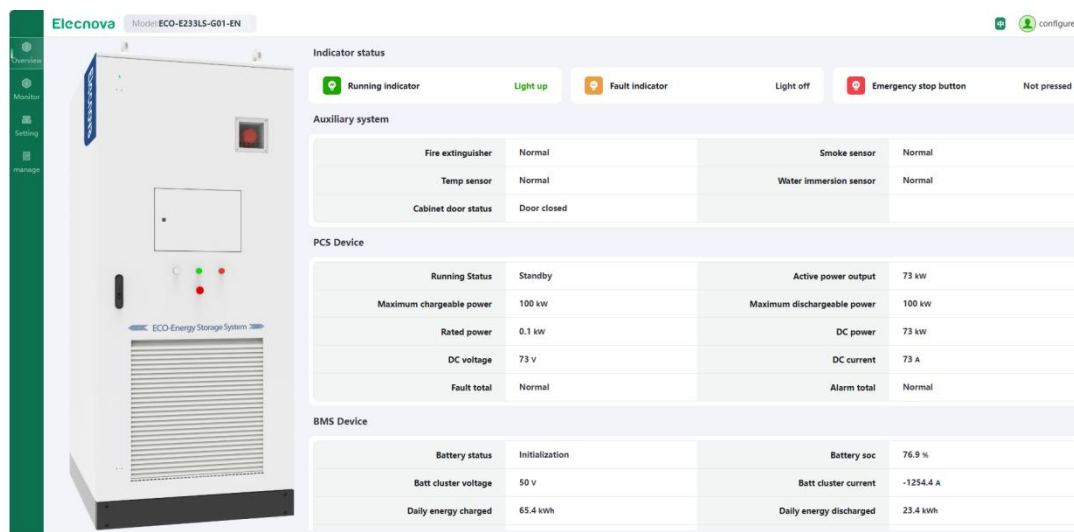 Elecnova Model:ECO-E233LS-G01-EN configure
Overview
Monitor
Setting
manage
ECO-Energy Storage System
Indicator status
Running indicator Light up Fault indicator Light off Emergency stop button Not pressed
Auxiliary system
Fire extinguisher Normal Smoke sensor Normal
Temp sensor Normal Water immersion sensor Normal
Cabinet door status Door closed
PCS Device
Running Status Standby Active power output 73 kW
Maximum chargeable power 100 kW Maximum dischargeable power 100 kW
Rated power 0.1 kW DC power 73 kW
DC voltage 73 V DC current 73 A
Fault total Normal Alarm total Normal
BMS Device
Battery status Initialization Battery soc 76.9 %
Batt cluster voltage 50 V Batt cluster current -1254.4 A
Daily energy charged 65.4 kWh Daily energy discharged 23.4 kWh